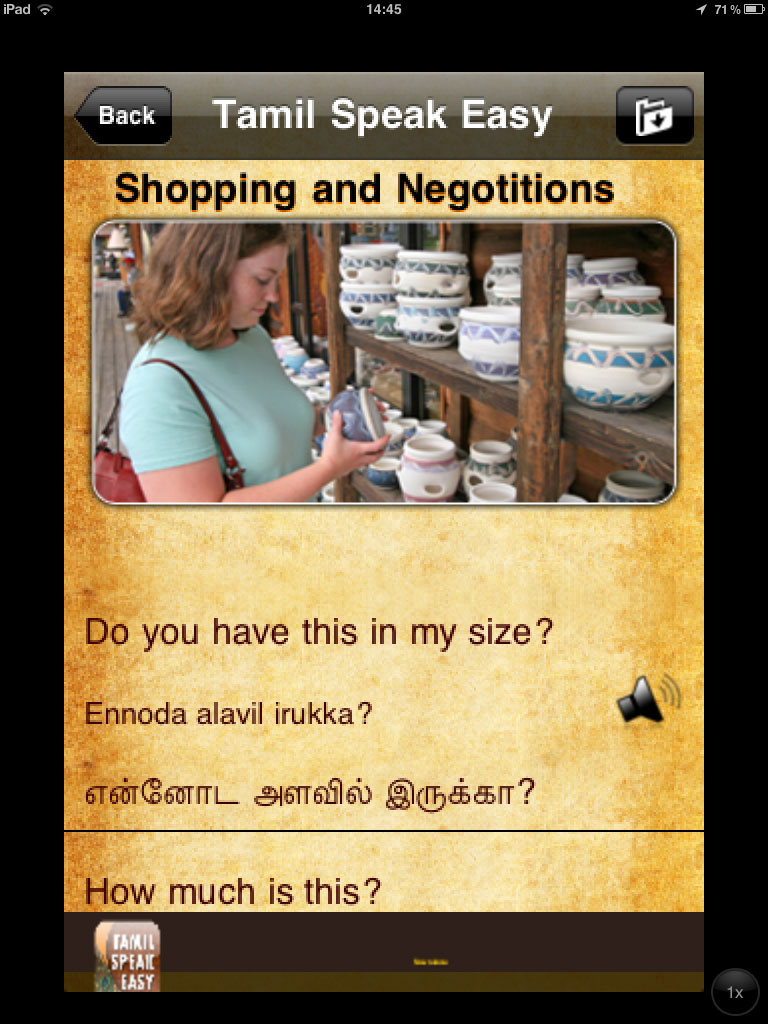 iPad 14:45 71%
Back Tamil Speak Easy
Shopping and Negotitions
Do you have this in my size?
Ennoda alavil irukka?
என்னோட அளவில் இருக்கா?
How much is this?
TAMIL
SPEAK
EASY
1x